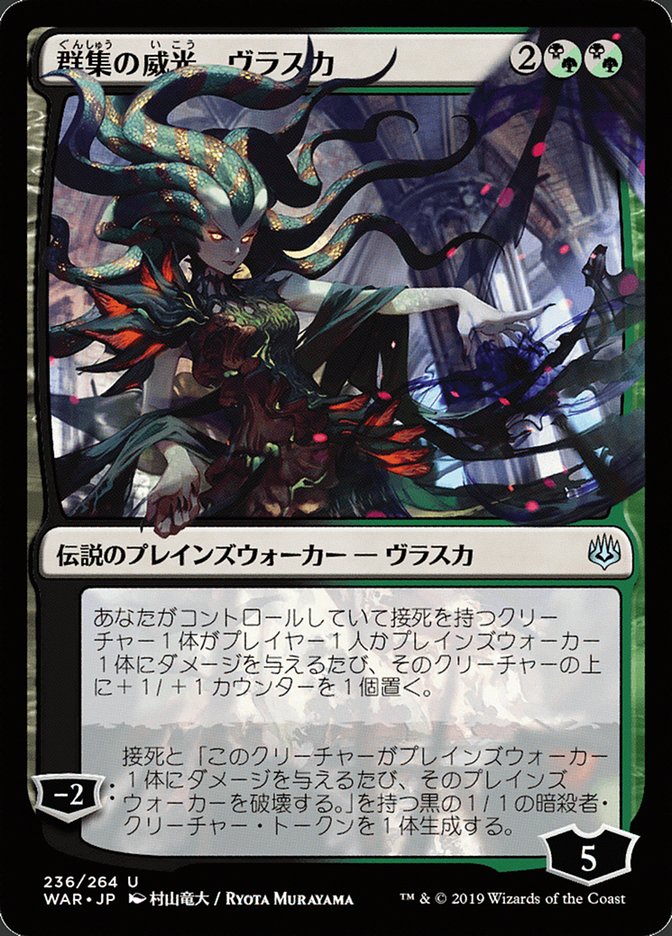 ぐんしゅう いこう
群集の威光 ヴラスカ 2
伝説のプレインズウォーカー — ヴラスカ
あなたがコントロールしていて接死を持つクリー
チャー1体がプレイヤー1人かプレインズウォーカー
1体にダメージを与えるたび、そのクリーチャーの上
に+1/+1カウンターを1個置く。
接死と「このクリーチャーがプレインズウォーカー
1体にダメージを与えるたび、そのプレインズ
-2 : ウォーカーを破壊する。」を持つ黒の1/1の暗殺者・
クリーチャー・トークンを1体生成する。
5
236/264 U
WAR • JP 村山竜大 / Ryota Murayama ™ & © 2019 Wizards of the Coast